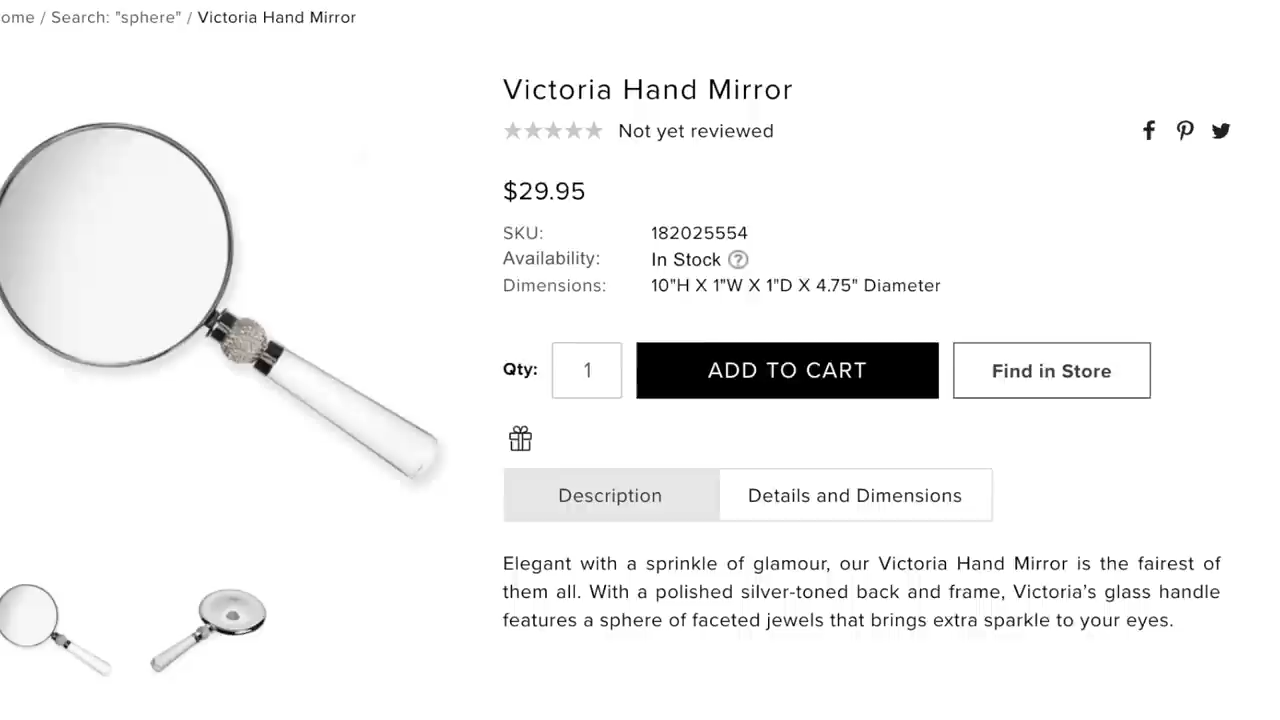 ome / Search: "sphere" / Victoria Hand Mirror
Victoria Hand Mirror
Not yet reviewed
$29.95
SKU: 182025554
Availability: In Stock ?
Dimensions: 10"H X 1"W X 1"D X 4.75" Diameter
Qty: 1 ADD TO CART Find in Store
Description Details and Dimensions
Elegant with a sprinkle of glamour, our Victoria Hand Mirror is the fairest of
them all. With a polished silver-toned back and frame, Victoria’s glass handle
features a sphere of faceted jewels that brings extra sparkle to your eyes.